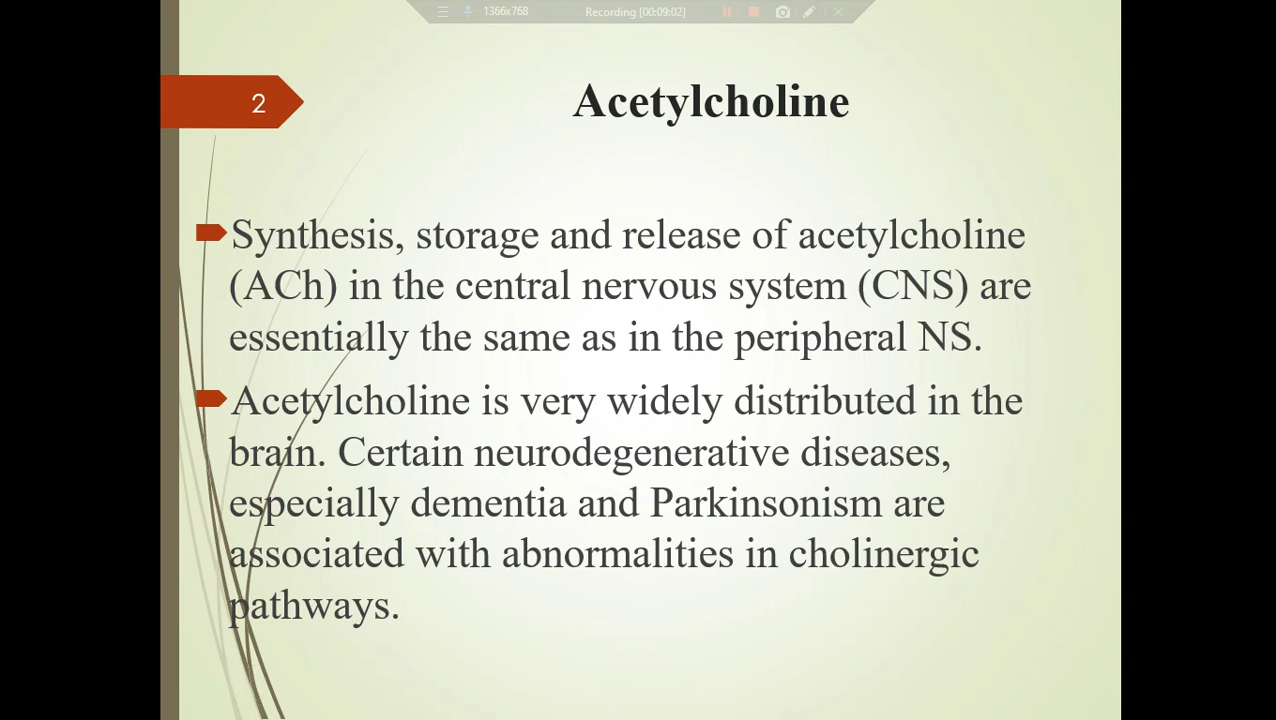 1366x768 Recording [00:09:02]
2
Acetylcholine
Synthesis, storage and release of acetylcholine
(ACh) in the central nervous system (CNS) are
essentially the same as in the peripheral NS.
Acetylcholine is very widely distributed in the
brain. Certain neurodegenerative diseases,
especially dementia and Parkinsonism are
associated with abnormalities in cholinergic
pathways.